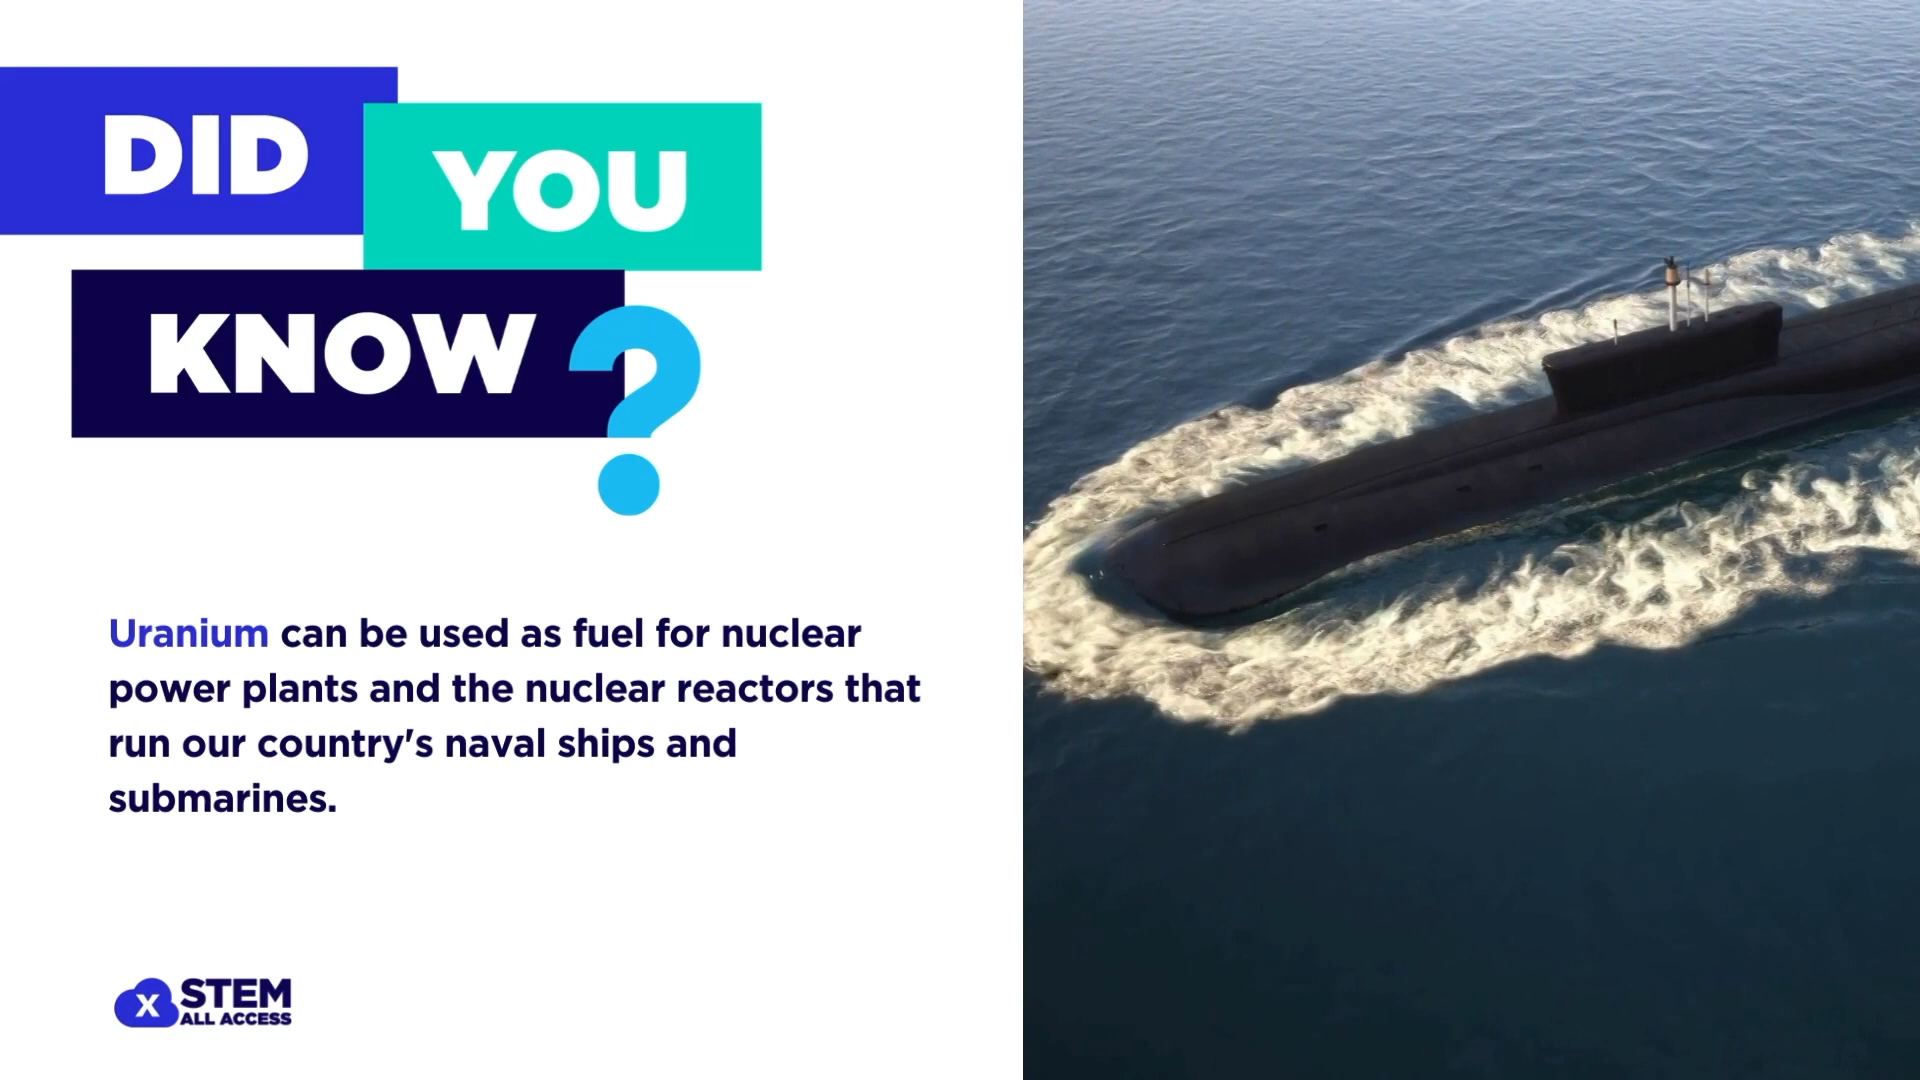 DID
YOU
KNOW?
Uranium can be used as fuel for nuclear
power plants and the nuclear reactors that
run our country's naval ships and
submarines.
X STEM
ALL ACCESS